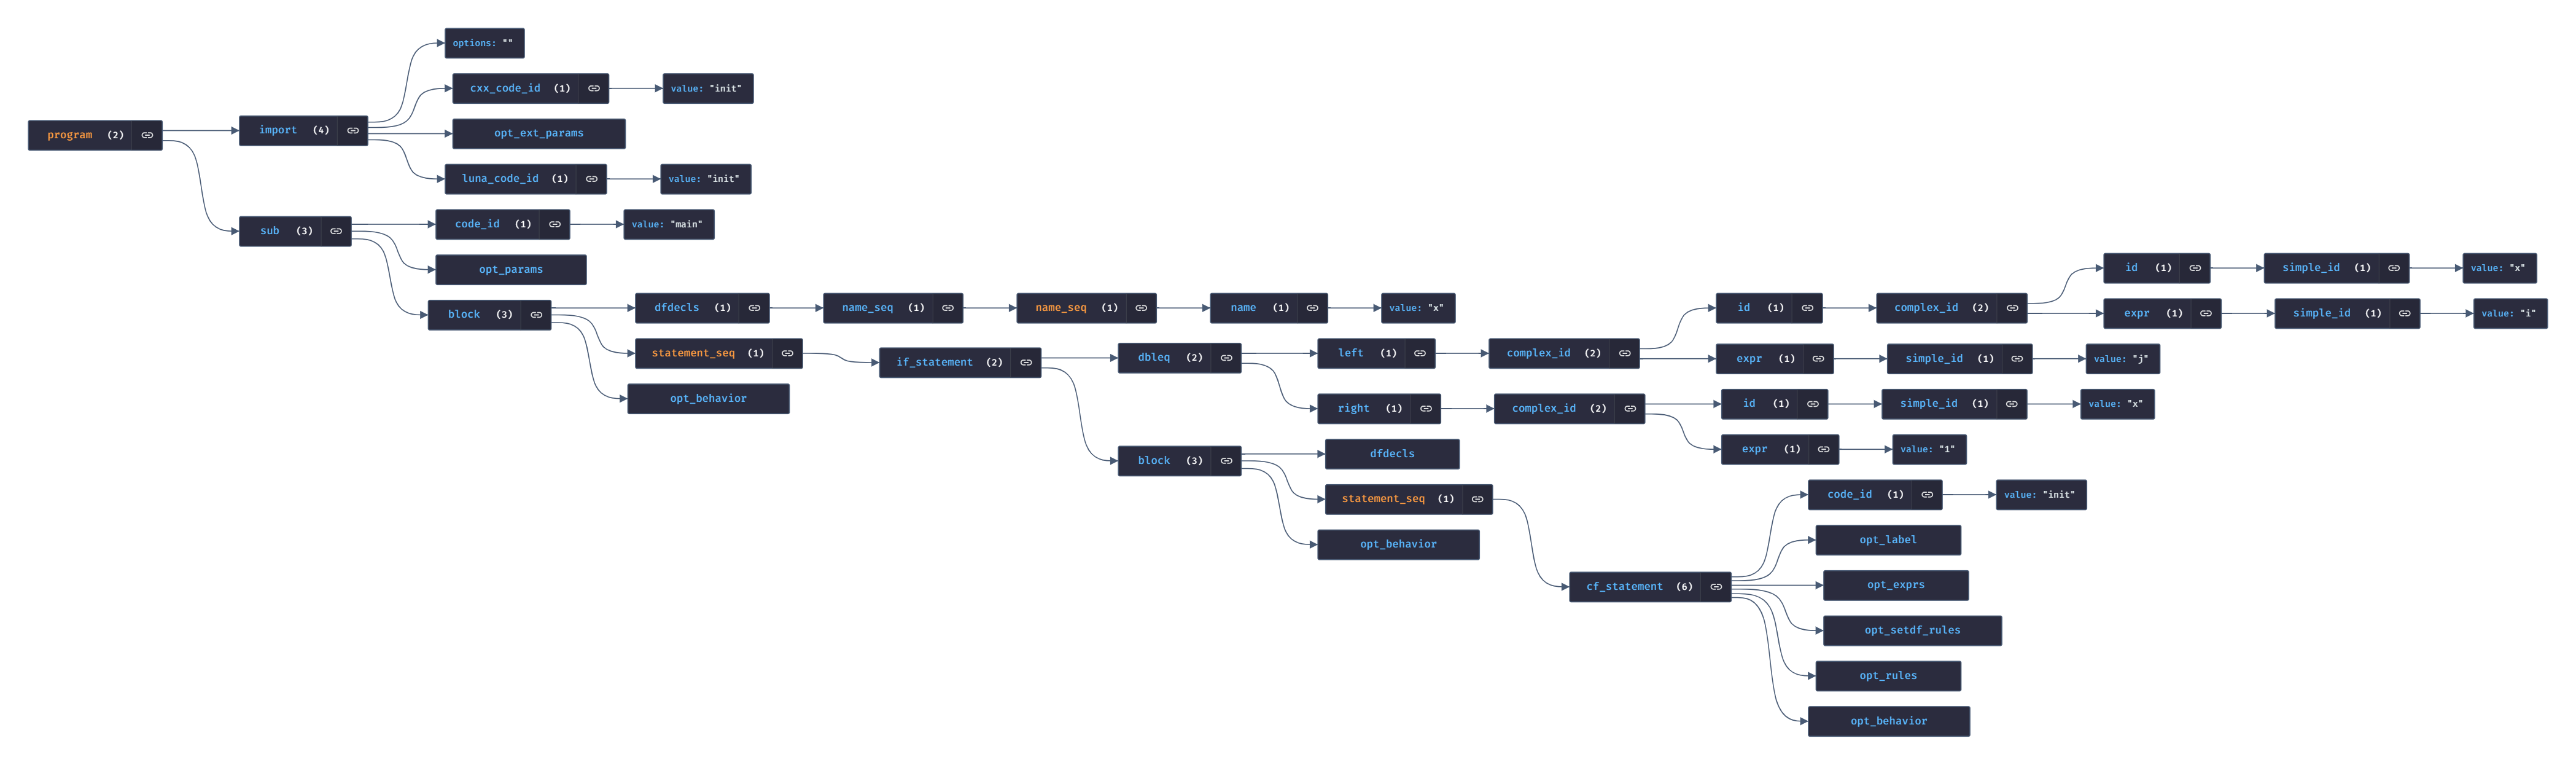 options: ""
cxx_code_id (1)
value: "init"
program (2)
import (4)
opt_ext_params
luna_code_id (1)
value: "init"
sub (3)
code_id (1)
value: "main"
opt_params
block (3)
dfdecls (1)
name_seq (1)
name_seq (1)
name (1)
value: "x"
statement_seq (1)
opt_behavior
if_statement (2)
dbleq (2)
left (1)
complex_id (2)
id (1)
complex_id (2)
id (1)
simple_id (1)
value: "x"
expr (1)
simple_id (1)
value: "i"
expr (1)
simple_id (1)
value: "j"
right (1)
complex_id (2)
id (1)
simple_id (1)
value: "x"
expr (1)
value: "1"
block (3)
dfdecls
statement_seq (1)
opt_behavior
cf_statement (6)
code_id (1)
value: "init"
opt_label
opt_exprs
opt_setdf_rules
opt_rules
opt_behavior